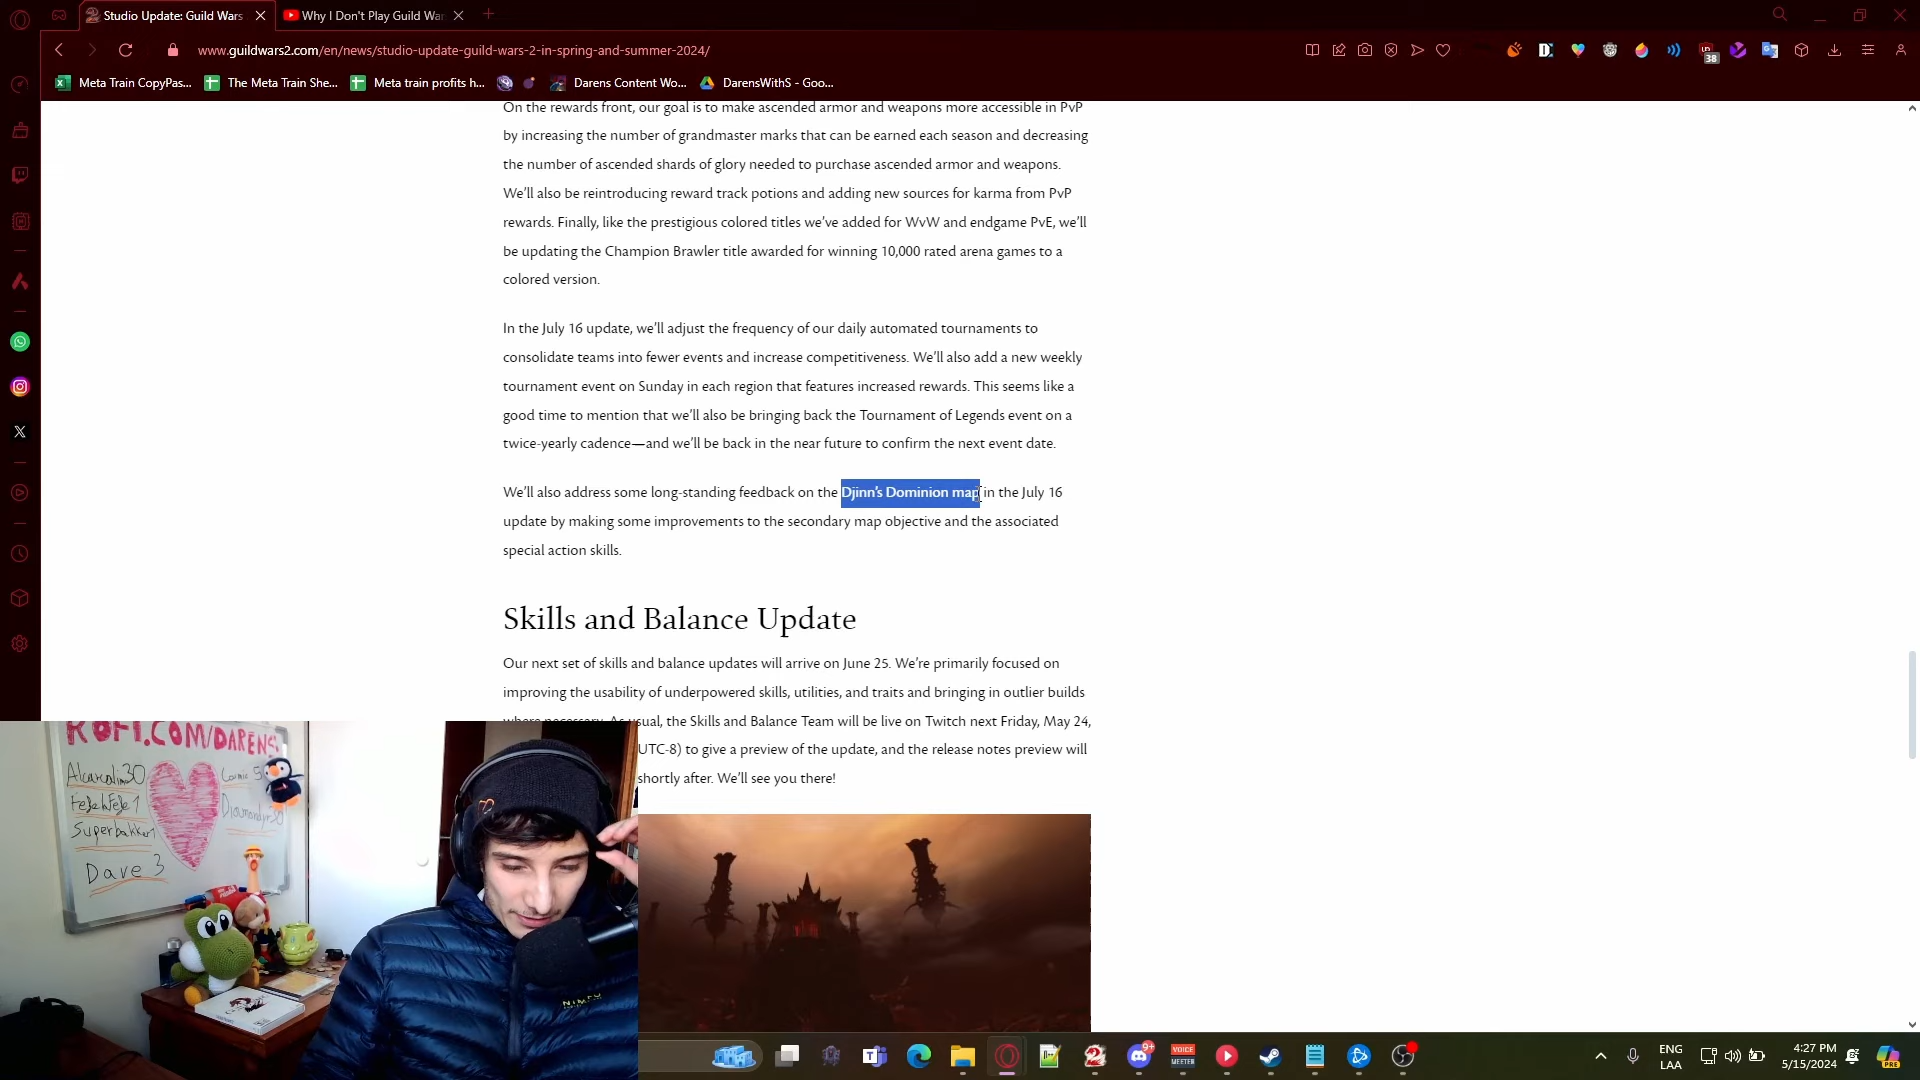 Studio Update: Guild Wars
Why I Don't Play Guild War
www.guildwars2.com/en/news/studio-update-guild-wars-2-in-spring-and-summer-2024/
38
Meta Train CopyPas...
The Meta Train She...
Meta train profits h...
Darens Content Wo...
DarensWithS - Goo...
On the rewards front, our goal is to make ascended armor and weapons more accessible in PvP
by increasing the number of grandmaster marks that can be earned each season and decreasing
the number of ascended shards of glory needed to purchase ascended armor and weapons.
We'll also be reintroducing reward track potions and adding new sources for karma from PvP
rewards. Finally, like the prestigious colored titles we've added for WvW and endgame PvE, we'll
be updating the Champion Brawler title awarded for winning 10,000 rated arena games to a
colored version.
In the July 16 update, we'll adjust the frequency of our daily automated tournaments to
consolidate teams into fewer events and increase competitiveness. We'll also add a new weekly
tournament event on Sunday in each region that features increased rewards. This seems like a
good time to mention that we'll also be bringing back the Tournament of Legends event on a
twice-yearly cadence—and we'll be back in the near future to confirm the next event date.
We'll also address some long-standing feedback on the Djinn's Dominion map in the July 16
update by making some improvements to the secondary map objective and the associated
special action skills.
Skills and Balance Update
Our next set of skills and balance updates will arrive on June 25. We're primarily focused on
improving the usability of underpowered skills, utilities, and traits and bringing in outlier builds
where necessary. As usual, the Skills and Balance Team will be live on Twitch next Friday, May 24,
UTC-8) to give a preview of the update, and the release notes preview will
shortly after. We'll see you there!
KOFI.COM/DARENS
Alcardim30
Cosmic 5
FejehFeje1
Diamondyr30
Superbakker1
Dave 3
VOICE
MEETER
9+
ENG
LAA
4:27 PM
5/15/2024
PRE